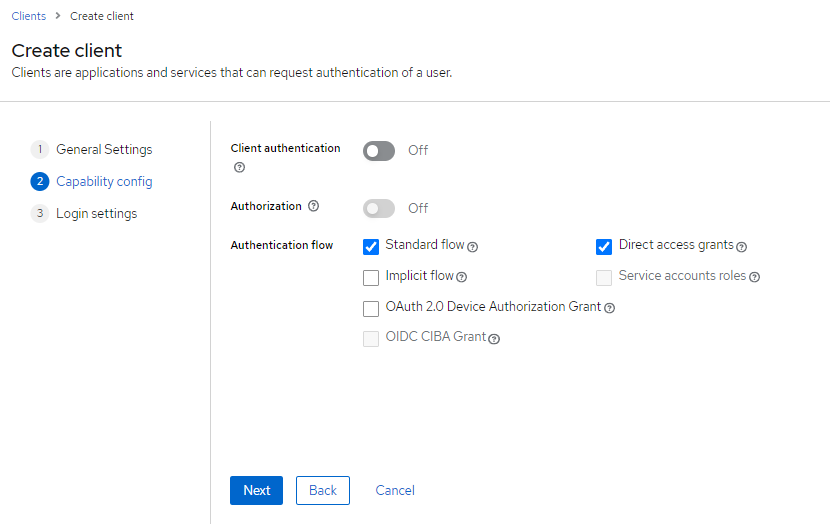 Clients > Create client
Create client
Clients are applications and services that can request authentication of a user.
1 General Settings
2 Capability config
3 Login settings
Client authentication Off
Authorization Off
Authentication flow Standard flow Direct access grants
Implicit flow Service accounts roles
OAuth 2.0 Device Authorization Grant
OIDC CIBA Grant
Next Back Cancel